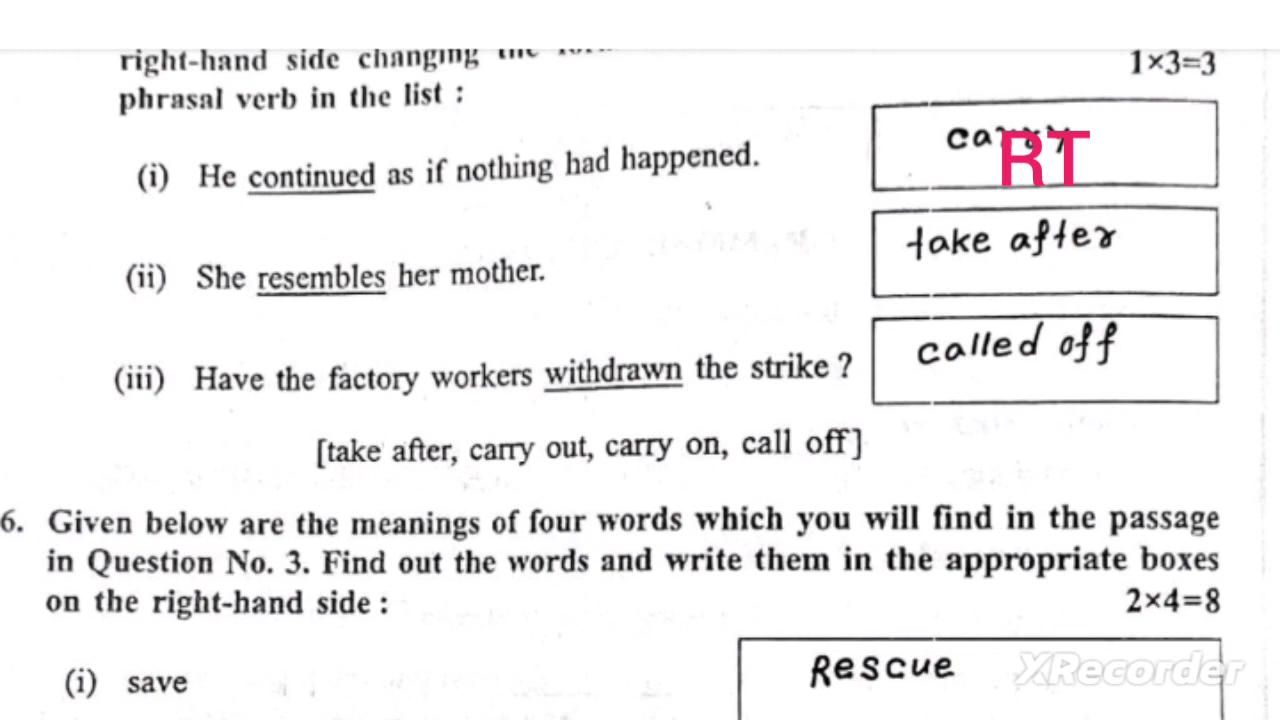 right-hand side changing the
1×3=3
phrasal verb in the list :
(i) He continued as if nothing had happened.
carry
RT
(ii) She resembles her mother.
take after
(iii) Have the factory workers withdrawn the strike ?
called off
[take after, carry out, carry on, call off]
6. Given below are the meanings of four words which you will find in the passage
in Question No. 3. Find out the words and write them in the appropriate boxes
on the right-hand side :
2×4=8
(i) save
Rescue
XRecorder